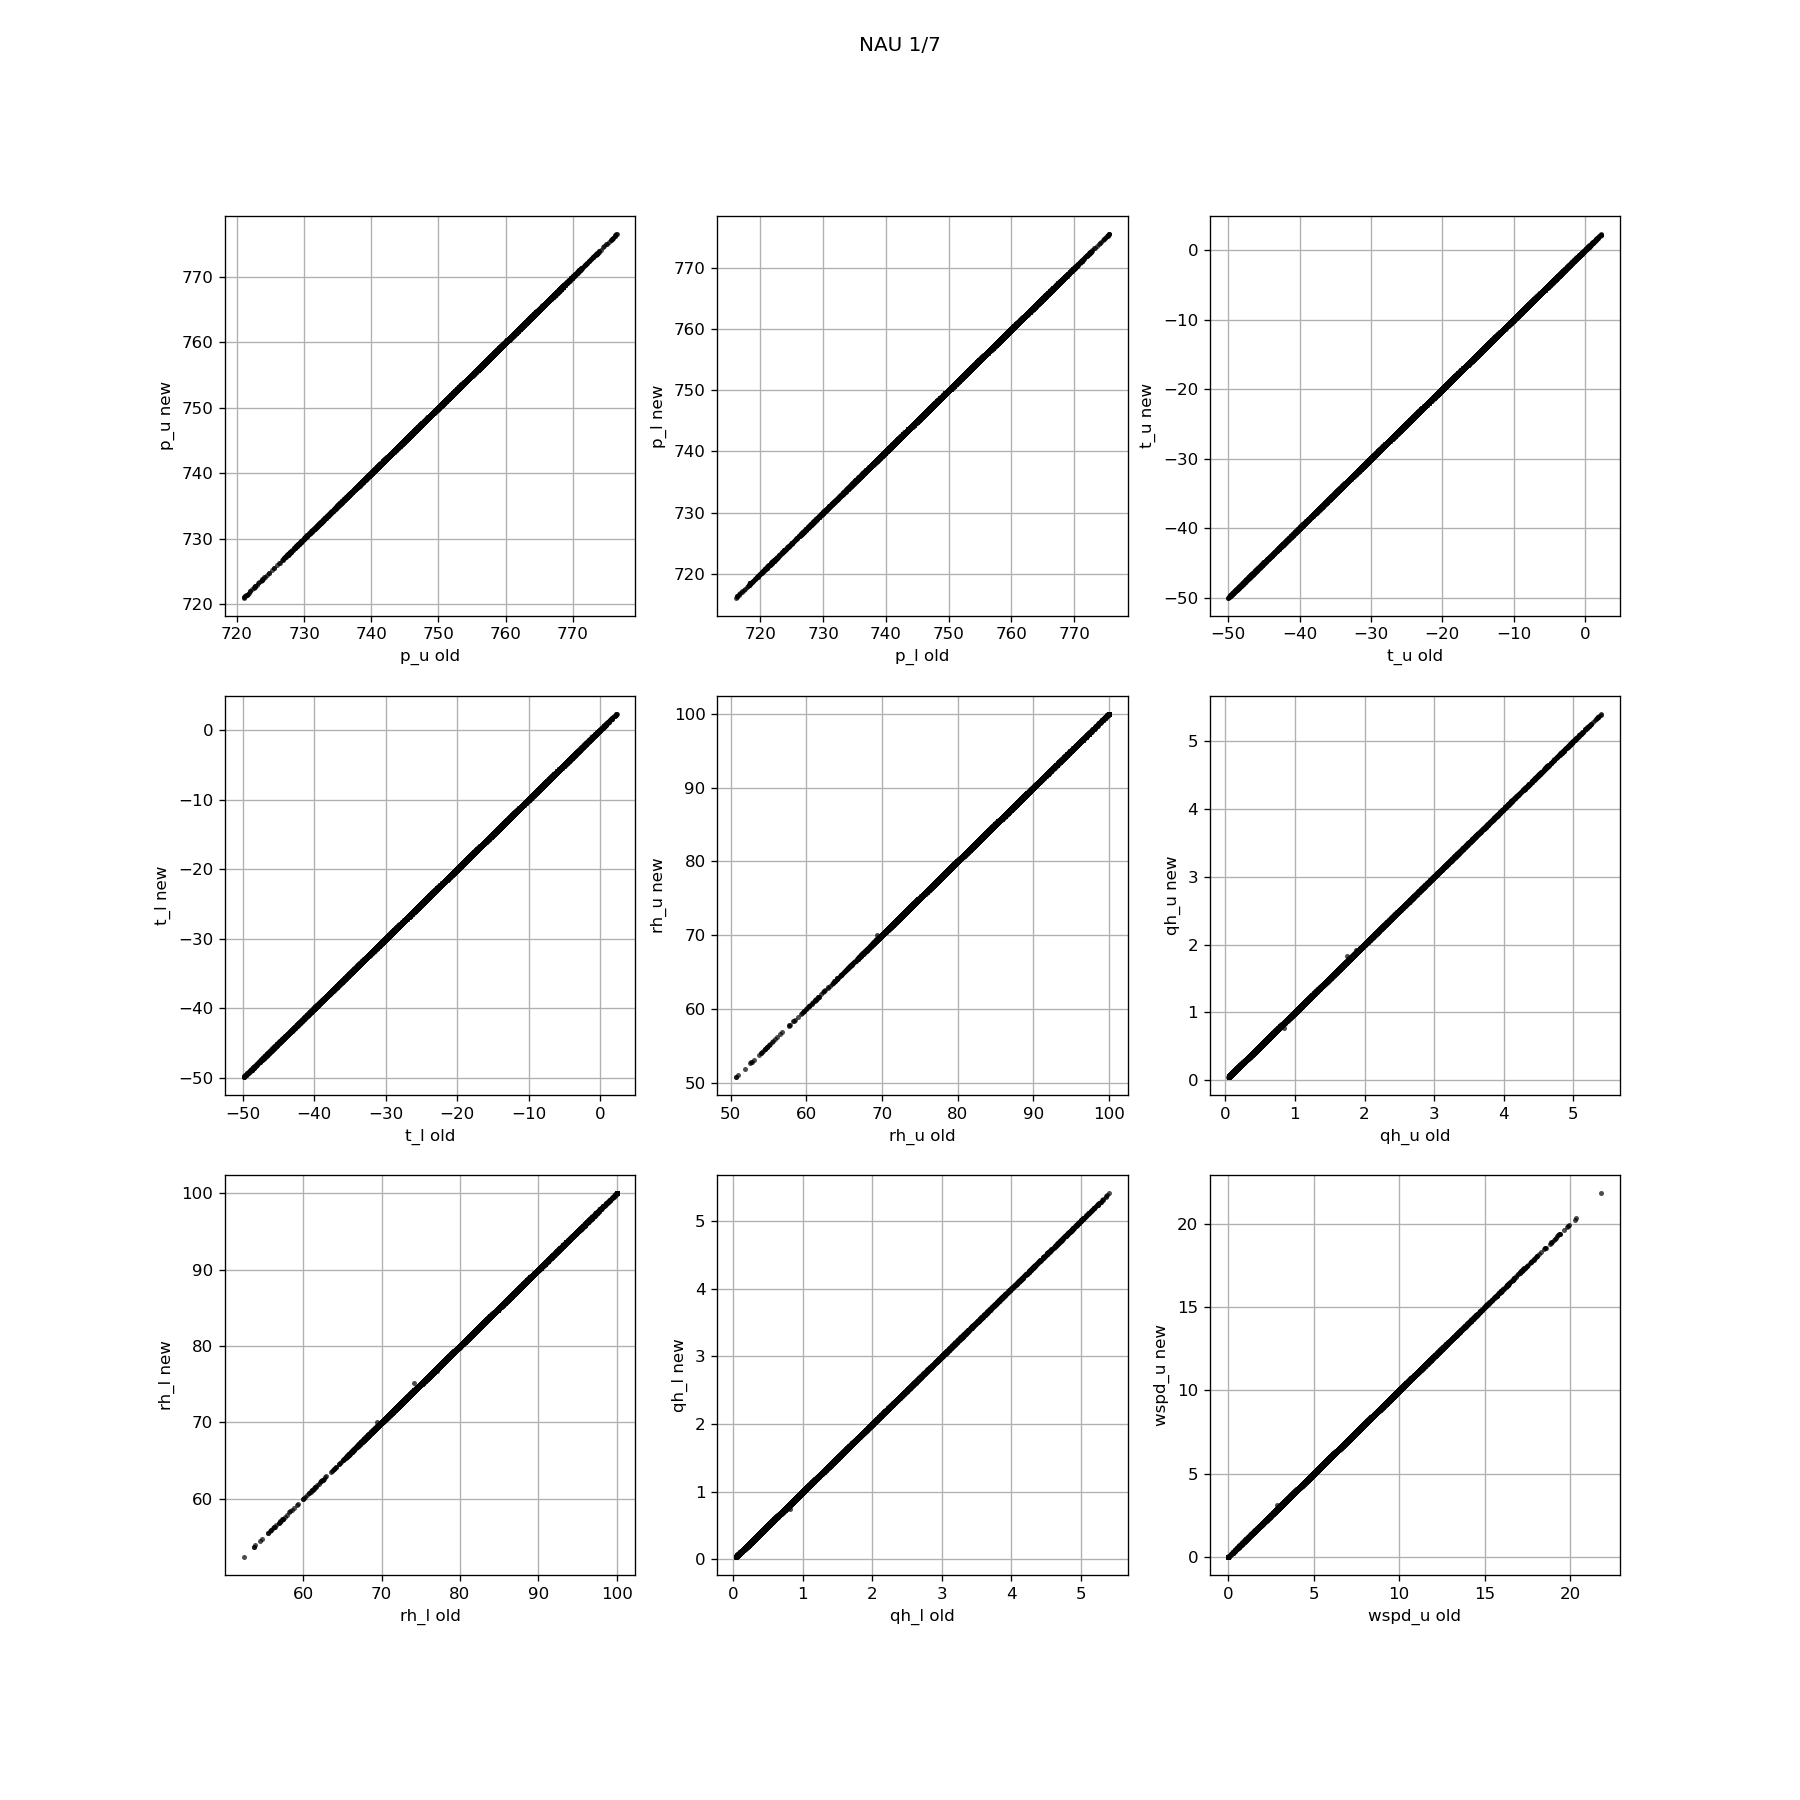 NAU 1/7
770
760
750
740
730
720
p_u new
720 730 740 750 760 770
p_u old
770
760
750
740
730
720
p_l new
720 730 740 750 760 770
p_l old
0
−10
−20
−30
−40
−50
t_u new
−50 −40 −30 −20 −10 0
t_u old
0
−10
−20
−30
−40
−50
t_l new
−50 −40 −30 −20 −10 0
t_l old
100
90
80
70
60
50
rh_u new
50 60 70 80 90 100
rh_u old
5
4
3
2
1
0
qh_u new
0 1 2 3 4 5
qh_u old
100
90
80
70
60
rh_l new
60 70 80 90 100
rh_l old
5
4
3
2
1
0
qh_l new
0 1 2 3 4 5
qh_l old
20
15
10
5
0
wspd_u new
0 5 10 15 20
wspd_u old